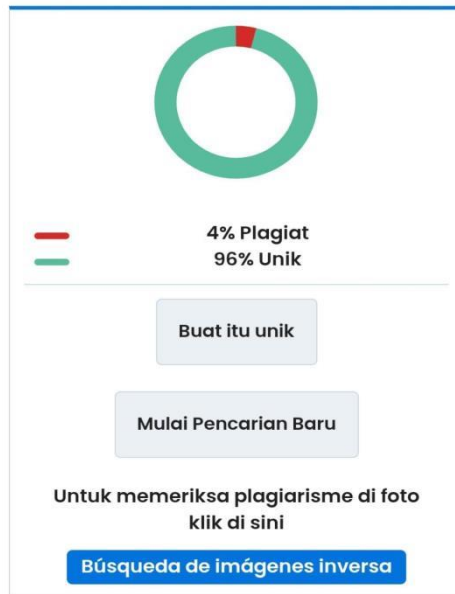 4% Plagiat
96% Unik
Buat itu unik
Mulai Pencarian Baru
Untuk memeriksa plagiarisme di foto
klik di sini
Búsqueda de imágenes inversa